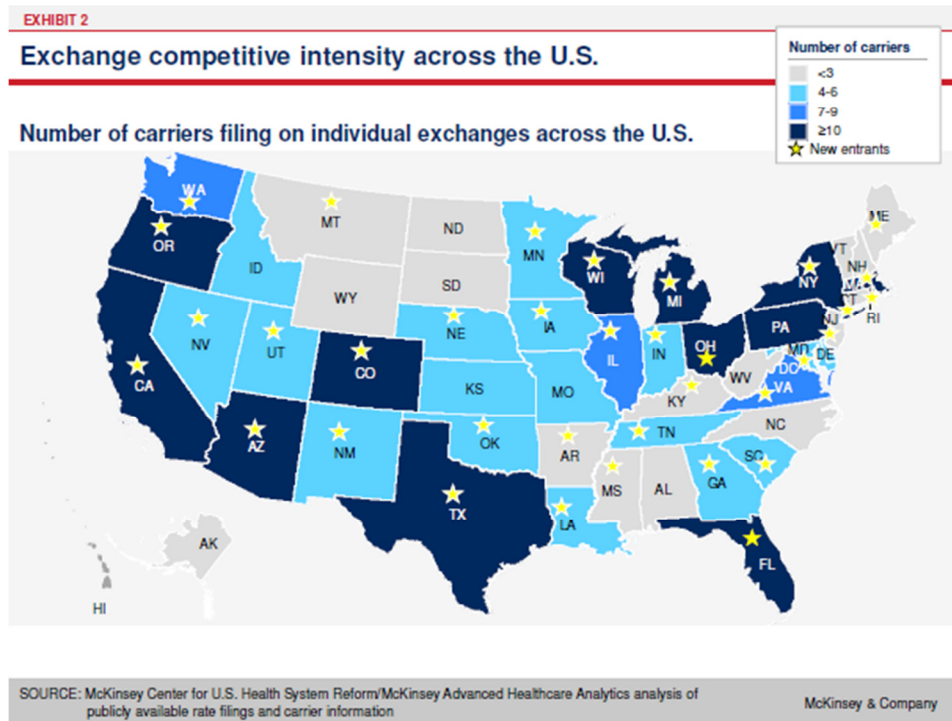 EXHIBIT 2
Exchange competitive intensity across the U.S.
Number of carriers
<3
4-6
7-9
≥10
New entrants
Number of carriers filing on individual exchanges across the U.S.
WA
MT
ND
MN
ME
OR
ID
WY
SD
WI
MI
NY
VT
NH
CT
RI
NV
UT
CO
NE
IA
IL
IN
OH
PA
NJ
MD
DE
DC
CA
KS
MO
KY
WV
VA
AZ
NM
OK
AR
TN
NC
SC
TX
LA
MS
AL
GA
FL
AK
HI
SOURCE: McKinsey Center for U.S. Health System Reform/McKinsey Advanced Healthcare Analytics analysis of
publicly available rate filings and carrier information
McKinsey & Company